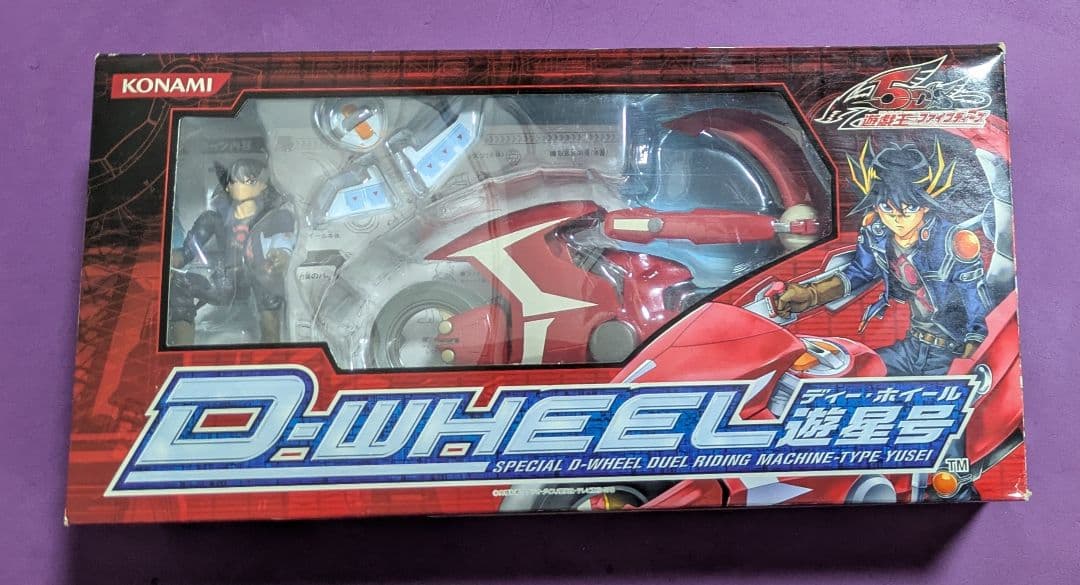 KONAMI
5D's
遊戯王ファイブディーズ
D·WHEEL
ディー・ホイール
遊星号
SPECIAL D-WHEEL DUEL RIDING MACHINE-TYPE YUSEI
TM